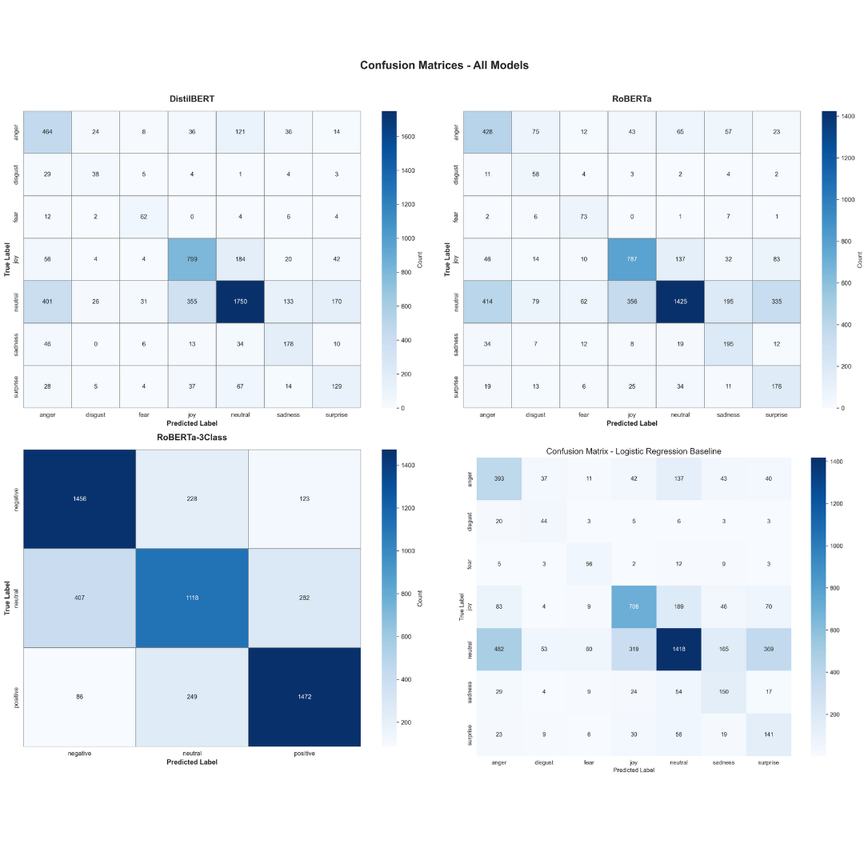 Confusion Matrices - All Models
DistilBERT
anger 464 24 8 36 121 36 14
disgust 29 38 5 4 1 4 3
fear 12 2 62 0 4 6 4
joy 56 4 4 799 184 20 42
neutral 401 26 31 355 1750 133 170
sadness 46 0 6 13 34 178 10
surprise 28 5 4 37 67 14 129
anger disgust fear joy neutral sadness surprise
Predicted Label
True Label
1600
1400
1200
1000
800
600
400
200
0
Count
RoBERTa
anger 428 75 12 43 65 57 23
disgust 11 58 4 3 2 4 2
fear 2 6 73 0 1 7 1
joy 46 14 10 787 137 32 83
neutral 414 79 62 356 1425 195 335
sadness 34 7 12 8 19 195 12
surprise 19 13 6 25 34 11 176
anger disgust fear joy neutral sadness surprise
Predicted Label
True Label
1400
1200
1000
800
600
400
200
0
Count
RoBERTa-3Class
negative 1456 228 123
neutral 407 1118 282
positive 86 249 1472
negative neutral positive
Predicted Label
True Label
1400
1200
1000
800
600
400
200
Count
Confusion Matrix - Logistic Regression Baseline
anger 393 37 11 42 137 43 40
disgust 20 44 3 5 6 3 3
fear 5 3 56 2 12 9 3
joy 83 4 9 708 189 46 70
neutral 482 53 319 1418 165
sadness 29 4 9 24 54 150 17
surprise 23 9 6 30 56 19 141
anger disgust fear joy neutral sadness surprise
Predicted Label
True Label
1400
1200
1000
800
600
400
200